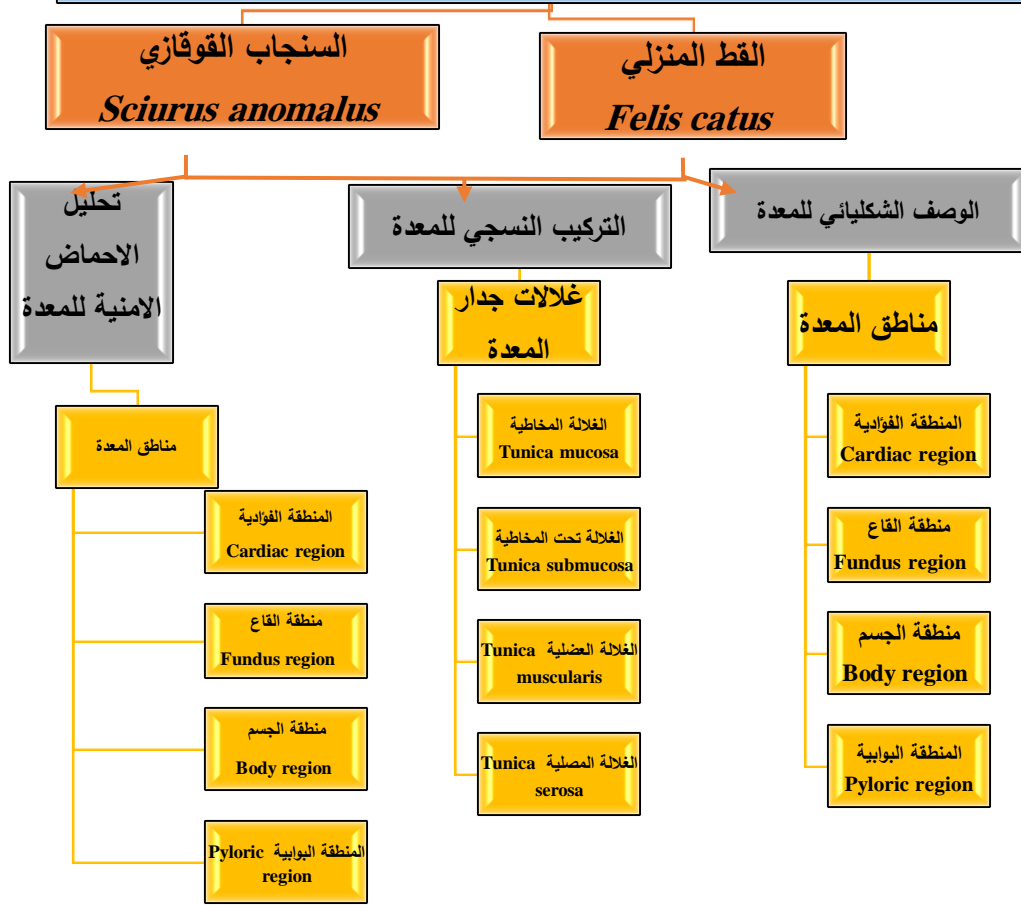 السنجاب القوقازي
Sciurus anomalus
القط المنزلي
Felis catus
الوصف الشكليائي للمعدة
مناطق المعدة
المنطقة الفؤادية
Cardiac region
منطقة القاع
Fundus region
منطقة الجسم
Body region
المنطقة البوابية
Pyloric region
التركيب النسجي للمعدة
غلالات جدار
المعدة
الغلالة المخاطية
Tunica mucosa
الغلالة تحت المخاطية
Tunica submucosa
الغلالة العضلية Tunica
muscularis
الغلالة المصلية Tunica
serosa
تحليل
الاحماض
الامنية للمعدة
مناطق المعدة
المنطقة الفؤادية
Cardiac region
منطقة القاع
Fundus region
منطقة الجسم
Body region
المنطقة البوابية Pyloric
region